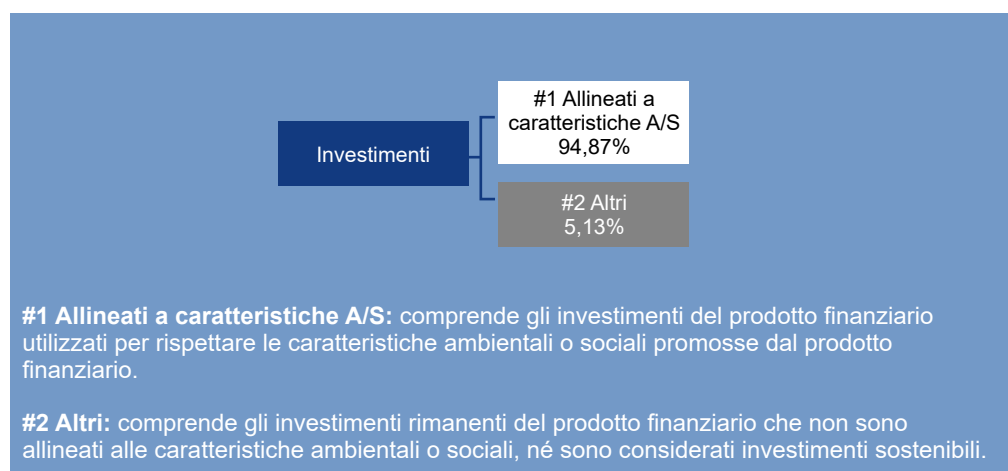 #1 Allineati a
caratteristiche A/S
94,87%
Investimenti
#2 Altri
5,13%
#1 Allineati a caratteristiche A/S: comprende gli investimenti del prodotto finanziario
utilizzati per rispettare le caratteristiche ambientali o sociali promosse dal prodotto
finanziario.
#2 Altri: comprende gli investimenti rimanenti del prodotto finanziario che non sono
allineati alle caratteristiche ambientali o sociali, né sono considerati investimenti sostenibili.